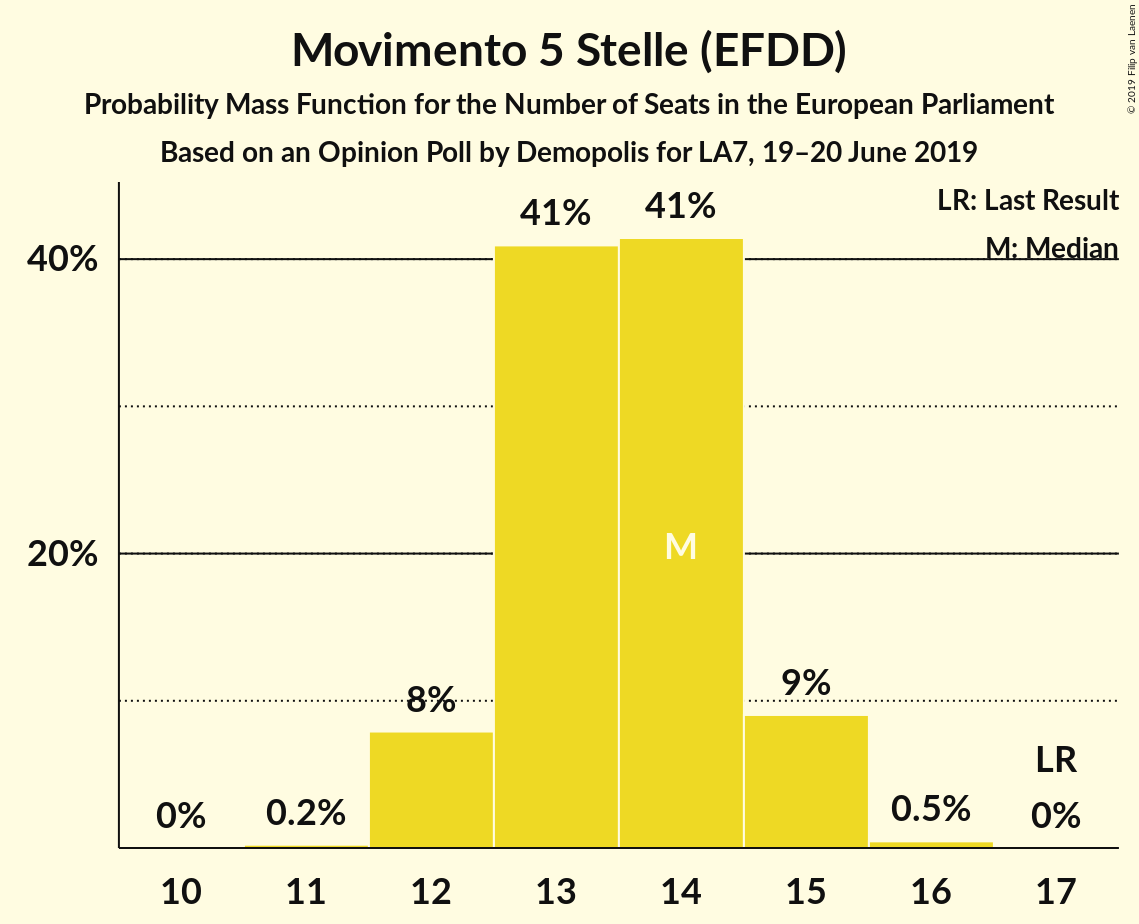 Movimento 5 Stelle (EFDD)
Probability Mass Function for the Number of Seats in the European Parliament
Based on an Opinion Poll by Demopolis for LA7, 19–20 June 2019
© 2019 Filip van Laenen
LR: Last Result
M: Median
41%
41%
40%
20%
M
8%
9%
LR
0%
0.2%
0.5%
0%
10
11
12
13
14
15
16
17